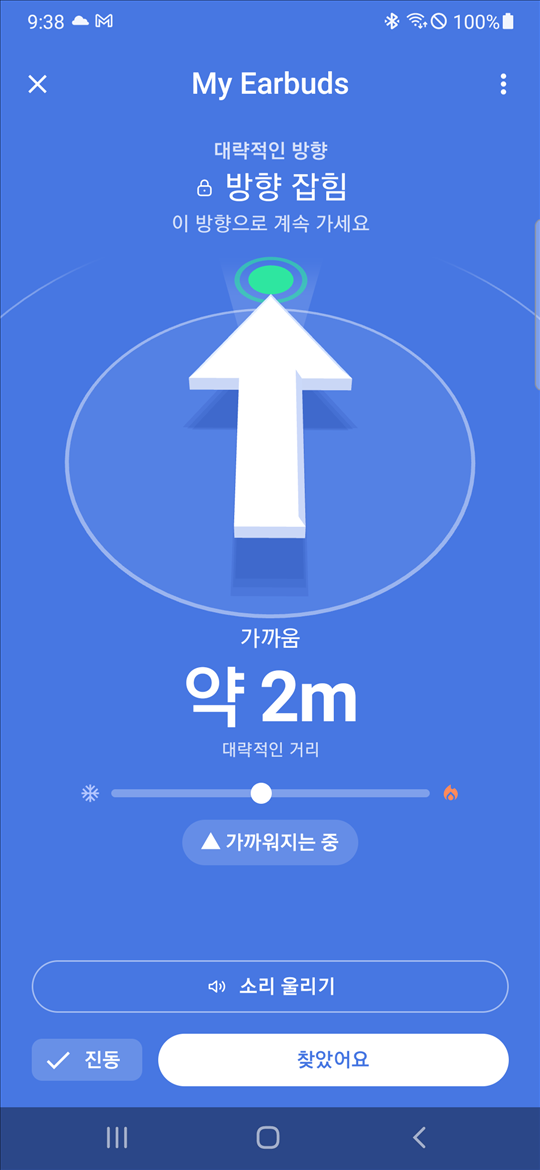 9:38
100%
My Earbuds
대략적인 방향
방향 잡힘
이 방향으로 계속 가세요
가까움
약 2m
대략적인 거리
가까워지는 중
소리 울리기
진동
찾았어요